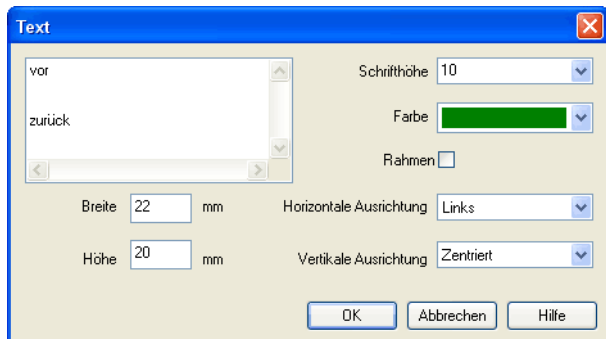 Text
vor
zurück
Schrifthöhe 10
Farbe
Rahmen
Breite 22 mm
Horizontale Ausrichtung Links
Höhe 20 mm
Vertikale Ausrichtung Zentriert
OK Abbrechen Hilfe